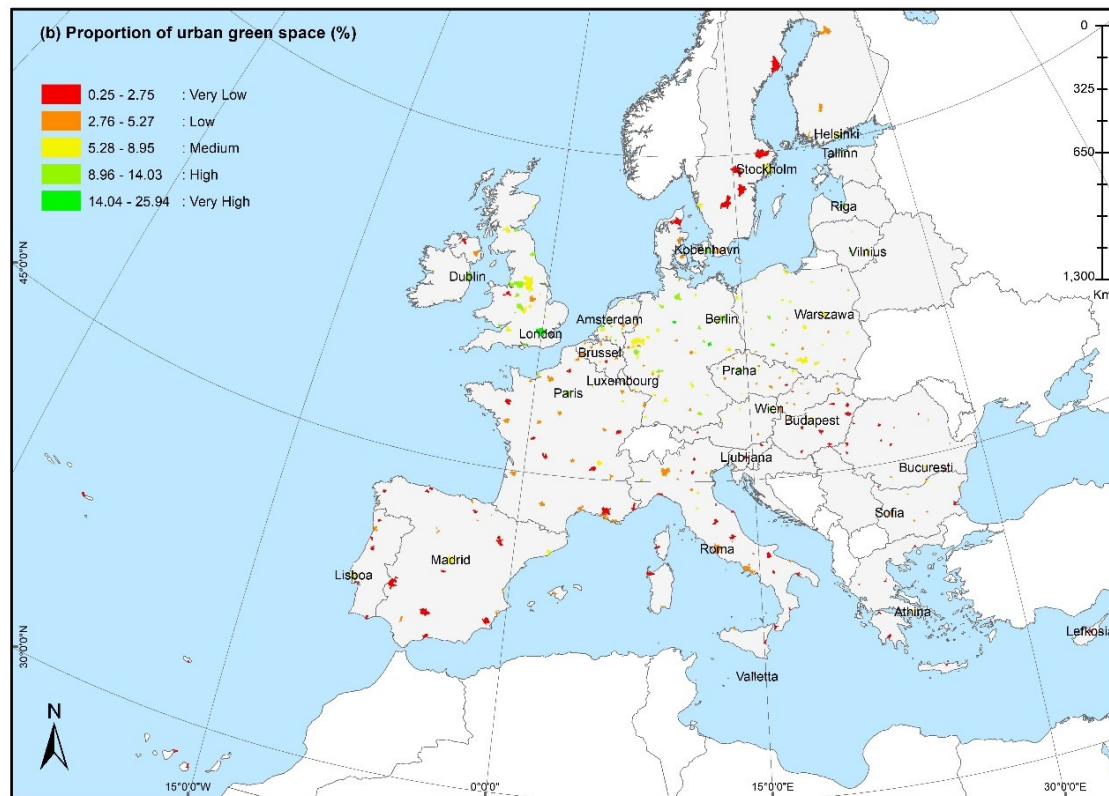 (b) Proportion of urban green space (%)
0.25 - 2.75 : Very Low
2.76 - 5.27 : Low
5.28 - 8.95 : Medium
8.96 - 14.03 : High
14.04 - 25.94 : Very High
0
325
650
1,300
Km
45°0'0"N
30°0'0"N
Helsinki
Tallinn
Stockholm
Riga
Kobenhavn
Vilnius
Dublin
Amsterdam
Berlin
Warszawa
London
Brussel
Praha
Luxembourg
Paris
Wien
Budapest
Ljubljana
Bucuresti
Sofia
Roma
Madrid
Lisboa
Athina
Lefkosia
Valletta
N
15°0'0"W
0°0'0"
15°0'0"E
30°0'0"E